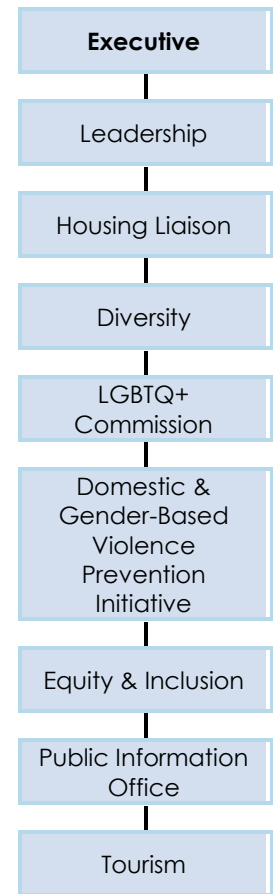 Executive
Leadership
Housing Liaison
Diversity
LGBTQ+
Commission
Domestic &
Gender-Based
Violence
Prevention
Initiative
Equity & Inclusion
Public Information
Office
Tourism